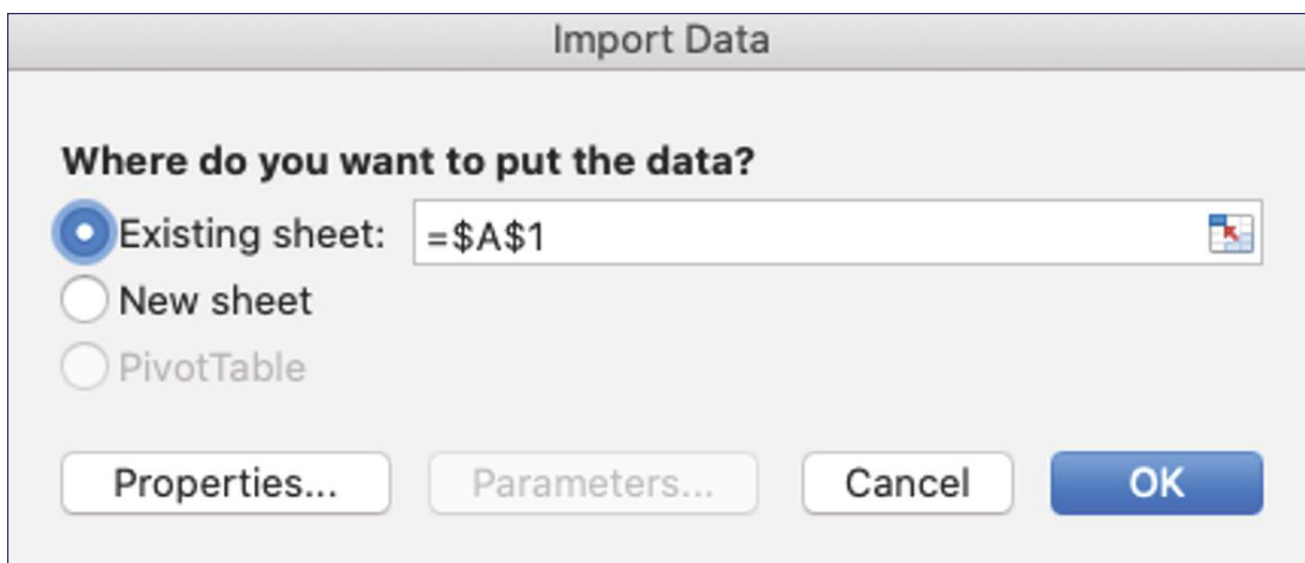 Import Data
Where do you want to put the data?
Existing sheet: =$A$1
New sheet
PivotTable
Properties... Parameters... Cancel OK